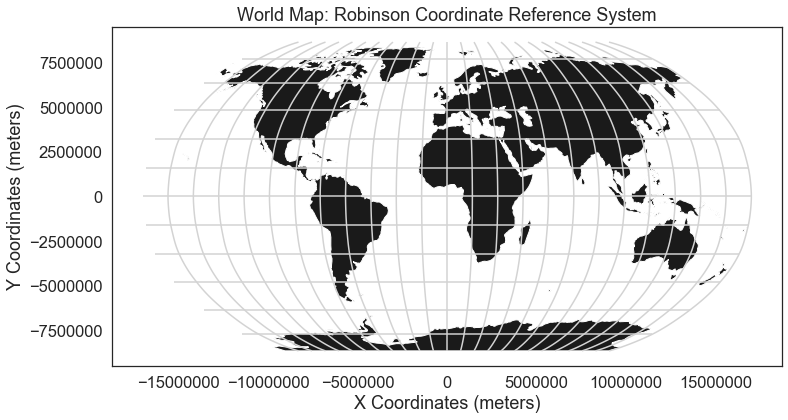 World Map: Robinson Coordinate Reference System
Y Coordinates (meters)
7500000
5000000
2500000
0
−2500000
−5000000
−7500000
−15000000 −10000000 −5000000 0 5000000 10000000 15000000
X Coordinates (meters)